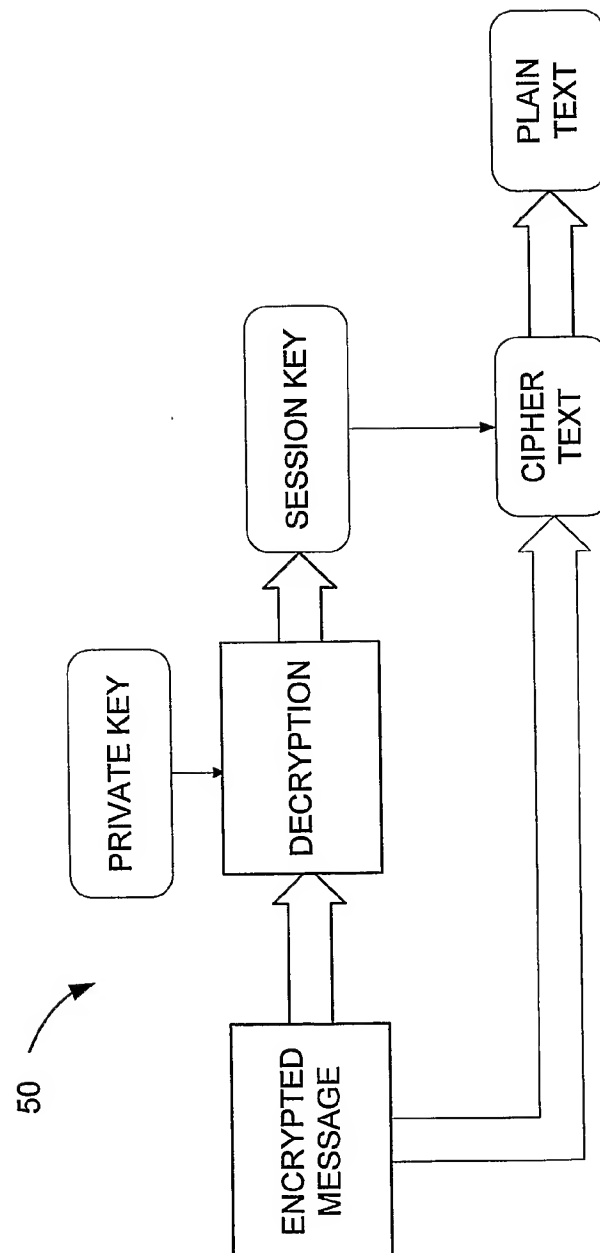 50
ENCRYPTED
MESSAGE
PRIVATE KEY
DECRYPTION
SESSION KEY
CIPHER
TEXT
PLAIN
TEXT